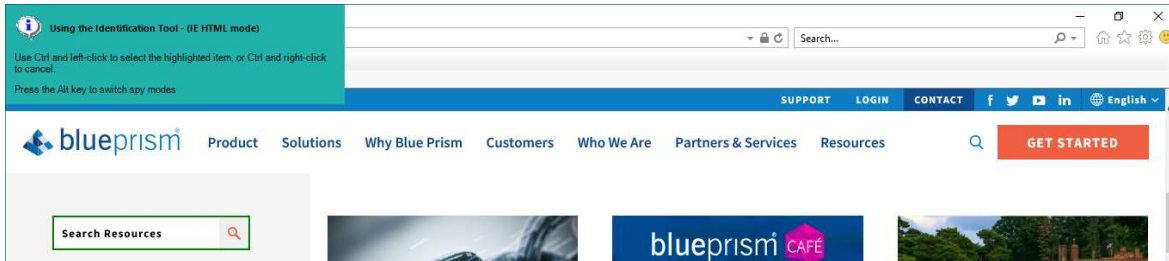 Using the Identification Tool - (IE HTML mode)
Use Ctrl and left-click to select the highlighted item, or Ctrl and right-click
to cancel.
Press the Alt key to switch spy modes
Search...
SUPPORT LOGIN CONTACT f in English
blueprism Product Solutions Why Blue Prism Customers Who We Are Partners & Services Resources GET STARTED
Search Resources
blueprism CAFÉ